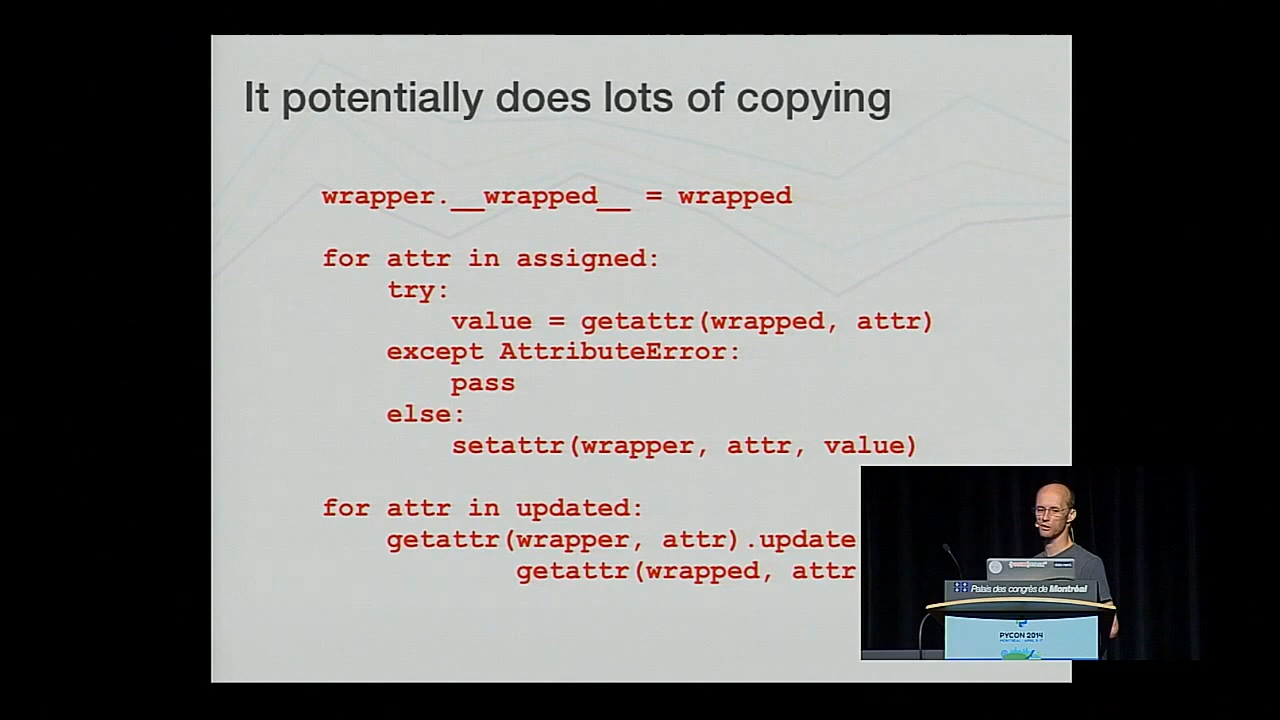 It potentially does lots of copying
wrapper.__wrapped__ = wrapped
for attr in assigned:
try:
value = getattr(wrapped, attr)
except AttributeError:
pass
else:
setattr(wrapper, attr, value)
for attr in updated:
getattr(wrapper, attr).update
getattr(wrapped, attr
Palais des congrès de Montréal
PYCON 2014